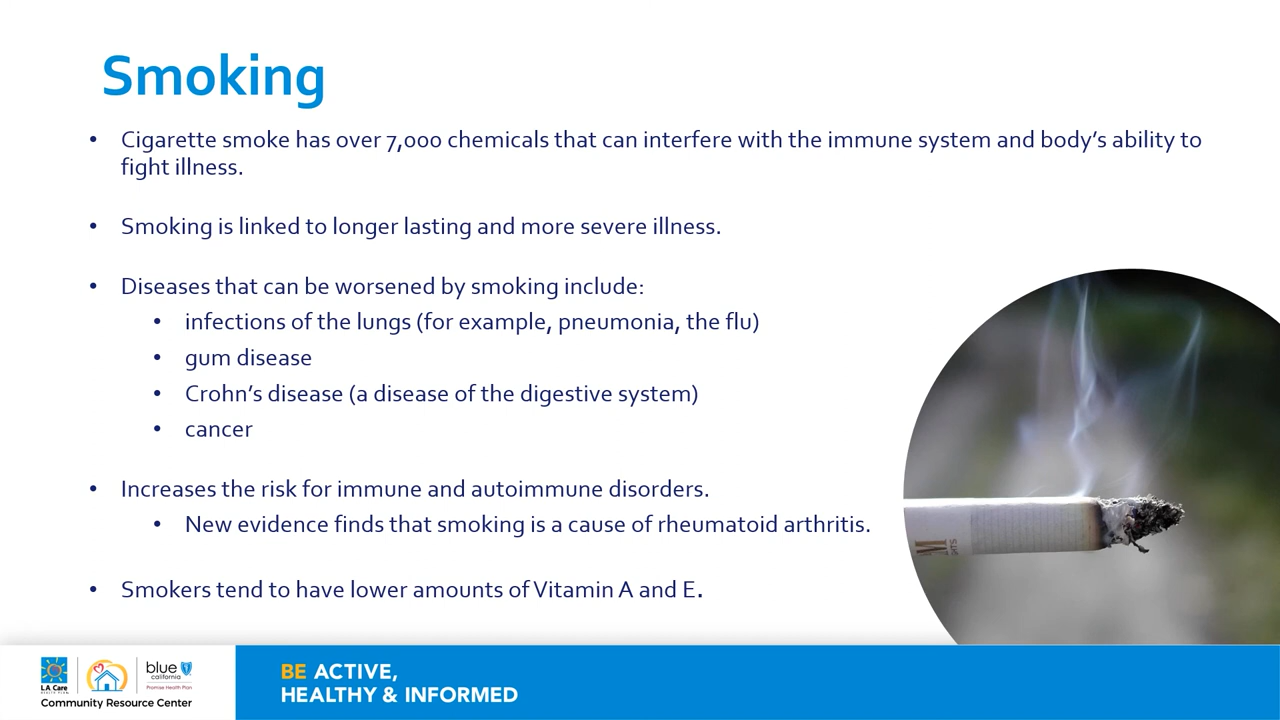 Smoking
• Cigarette smoke has over 7,000 chemicals that can interfere with the immune system and body’s ability to
fight illness.
• Smoking is linked to longer lasting and more severe illness.
• Diseases that can be worsened by smoking include:
• infections of the lungs (for example, pneumonia, the flu)
• gum disease
• Crohn’s disease (a disease of the digestive system)
• cancer
• Increases the risk for immune and autoimmune disorders.
• New evidence finds that smoking is a cause of rheumatoid arthritis.
• Smokers tend to have lower amounts of Vitamin A and E.
L.A. Care
HEALTH PLAN
blue
california
Promise Health Plan
Community Resource Center
BE ACTIVE,
HEALTHY & INFORMED